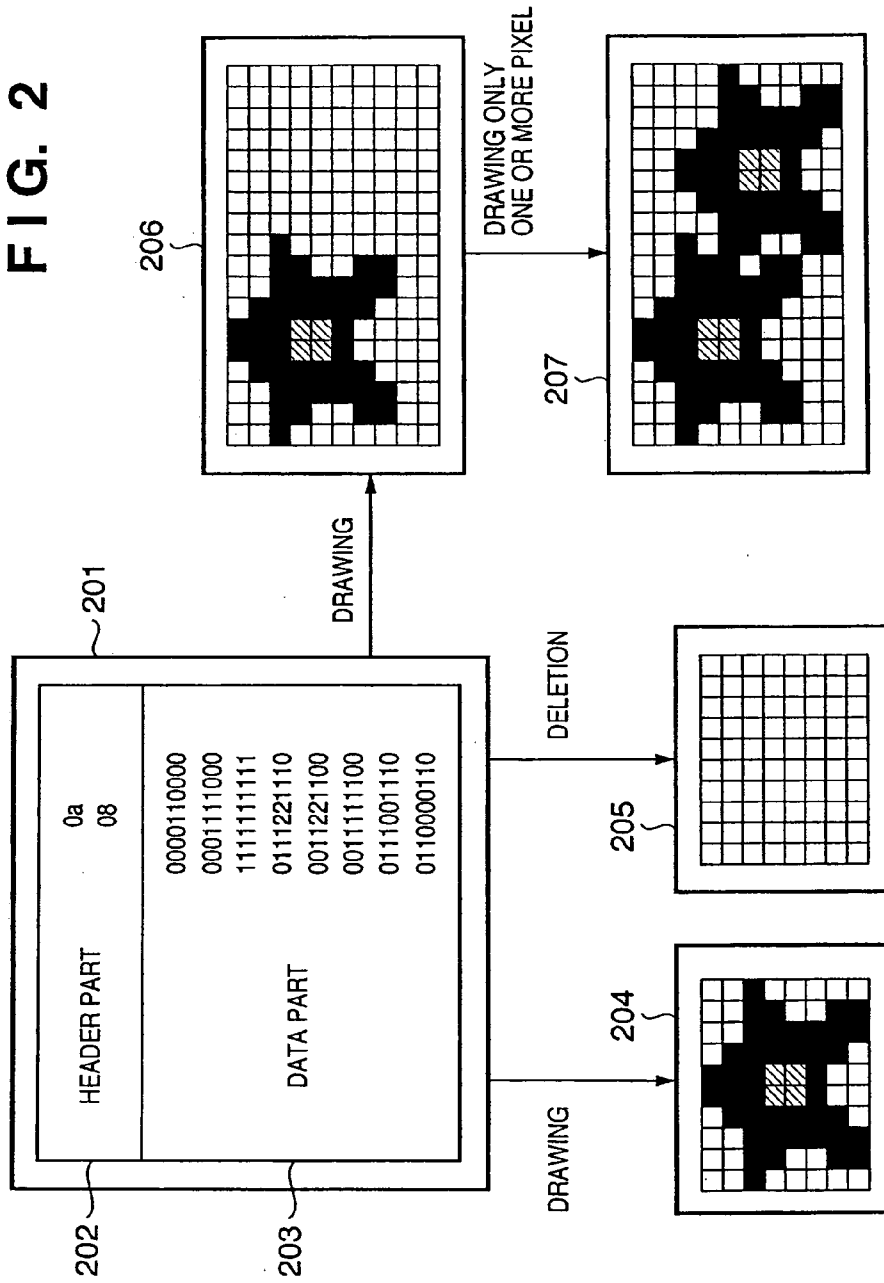 FIG. 2
201
202
HEADER PART
0a
08
203
DATA PART
0000110000
0001111000
1111111111
0111221110
0011221100
0011111100
0111001110
0110000110
DRAWING
206
DRAWING ONLY
ONE OR MORE PIXEL
207
DRAWING
204
DELETION
205